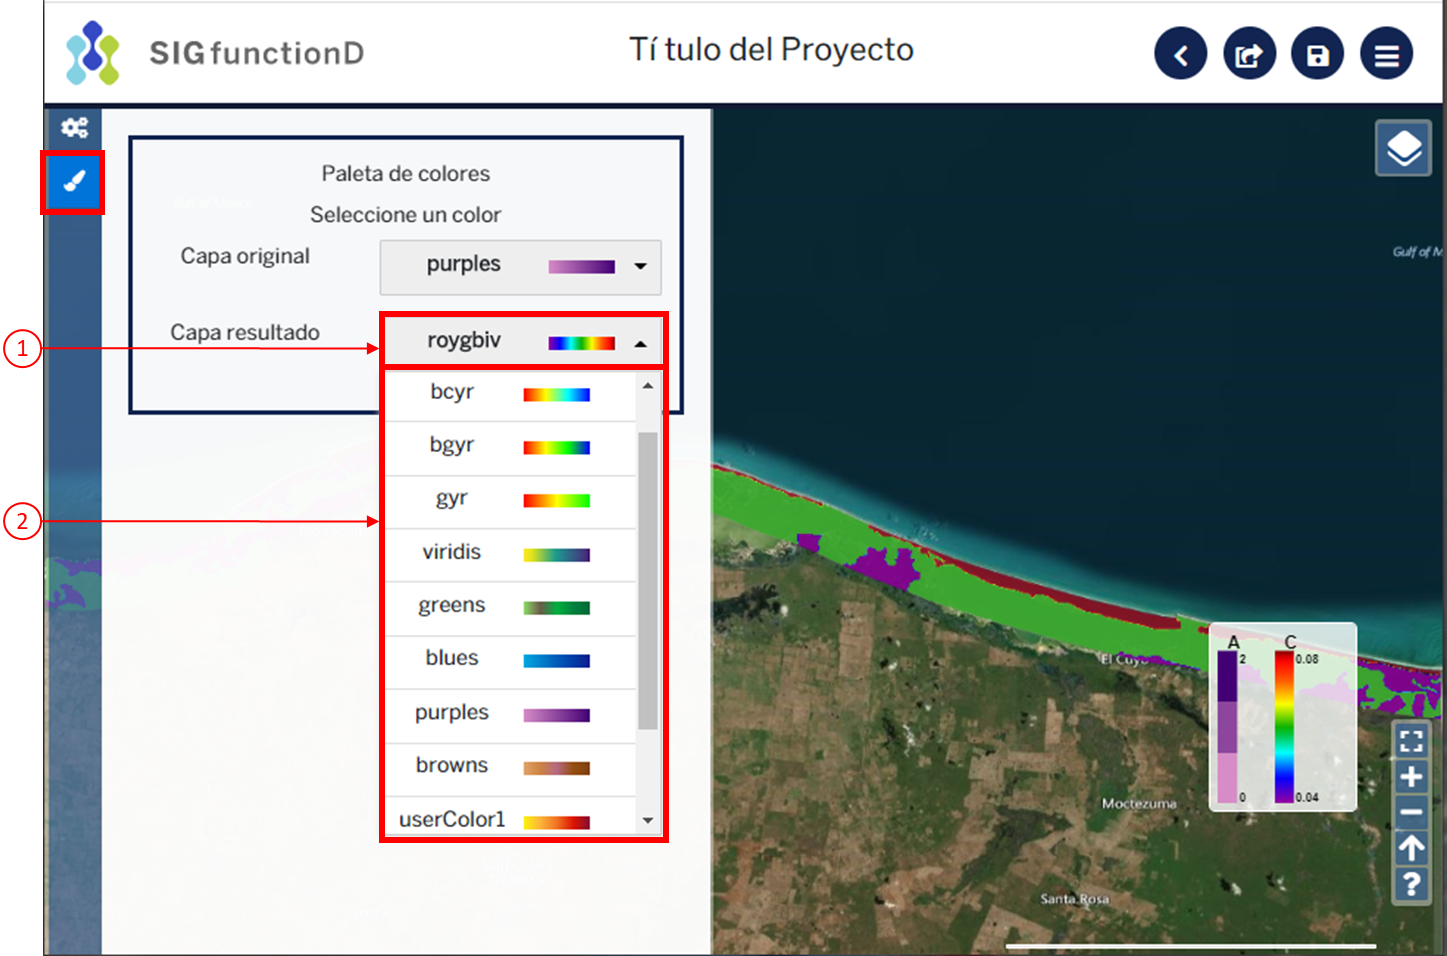 SIGfunctionD
Tí tulo del Proyecto
Paleta de colores
Seleccione un color
Capa original
purples
Capa resultado
roygbiv
1
bcyr
bgyr
gyr
2
viridis
greens
blues
purples
browns
userColor1
Gulf of M
El Cuyo
A
C
2
0.08
0
0.04
Moctezuma
Santa Rosa
?